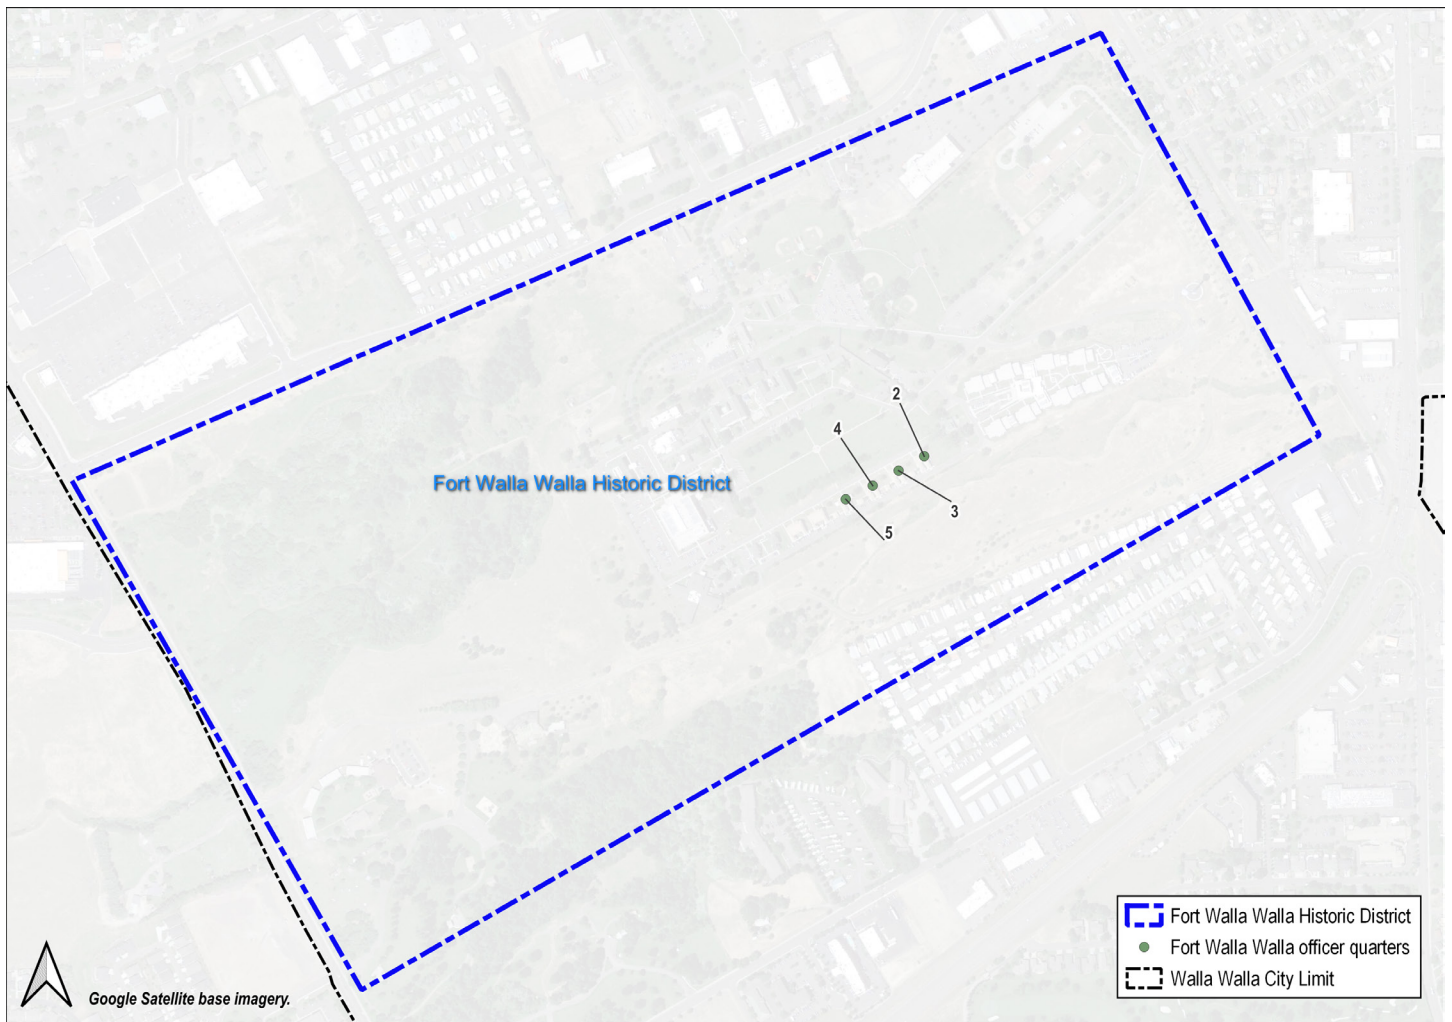 2
4
Fort Walla Walla Historic District
3
5
Fort Walla Walla Historic District
Fort Walla Walla officer quarters
Walla Walla City Limit
Google Satellite base imagery.